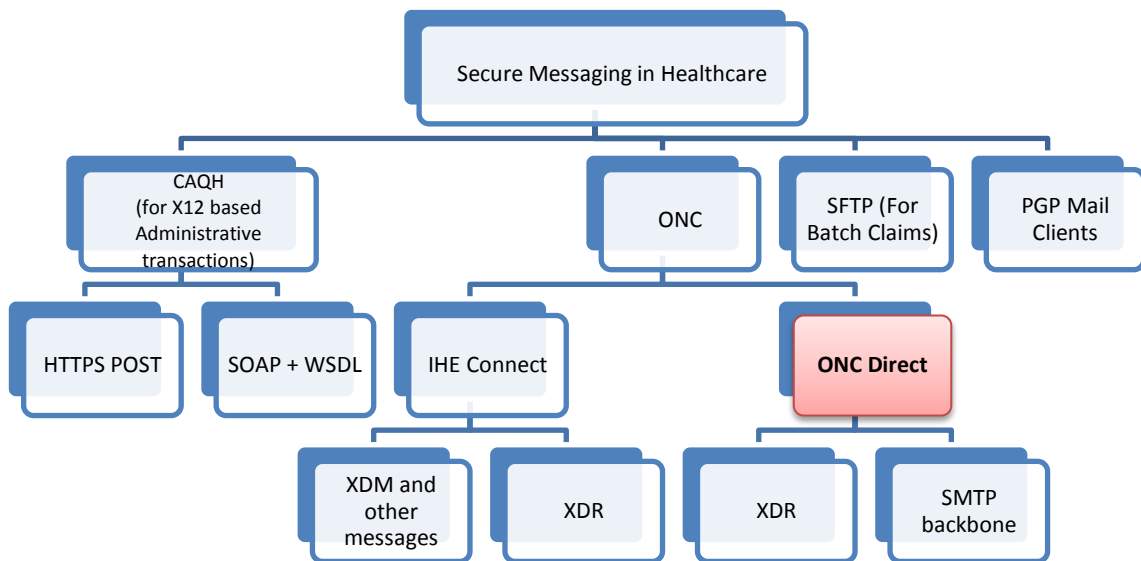 Secure Messaging in Healthcare
CAQH
(for X12 based
Administrative
transactions)
ONC
SFTP (For
Batch Claims)
PGP Mail
Clients
HTTPS POST
SOAP + WSDL
IHE Connect
ONC Direct
XDM and
other
messages
XDR
XDR
SMTP
backbone